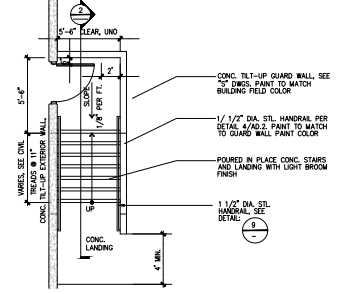 2
5'-6" CLEAR, UNO
2"
5'-6"
SLOPE
1/8" PER FT.
VARIES, SEE CIVIL
TREADS @ 11"
CONC. TILT-UP EXTERIOR WALL
UP
CONC.
LANDING
4" MIN.
CONC. TILT-UP GUARD WALL, SEE
"S" DWGS. PAINT TO MATCH
BUILDING FIELD COLOR
1/ 1/2" DIA. STL. HANDRAIL PER
DETAIL 4/AD.2. PAINT TO MATCH
TO GUARD WALL PAINT COLOR
POURED IN PLACE CONC. STAIRS
AND LANDING WITH LIGHT BROOM
FINISH
1 1/2" DIA. STL.
HANDRAIL, SEE
DETAIL:
9
–